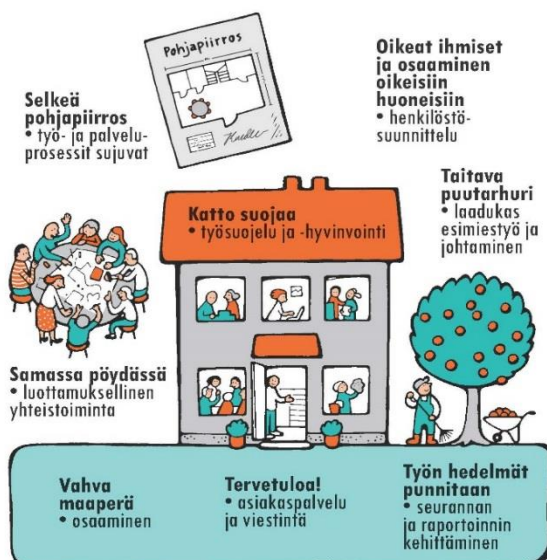 Pohjapiirros
Selkeä
pohjapiirros
• työ- ja palvelu-
prosessit sujuvat
Oikeat ihmiset
ja osaaminen
oikeisiin
huoneisiin
• henkilöstö-
suunnittelu
Katto suojaa
• työsuojelu ja -hyvinvointi
Taitava
puutarhuri
• laadukas
esimiestyö ja
johtaminen
Samassa pöydässä
• luottamuksellinen
yhteistoiminta
Vahva
maaperä
• osaaminen
Tervetuloa!
• asiakaspalvelu
ja viestintä
Työn hedelmät
punnitaan
• seurannan
ja raportoinnin
kehittäminen